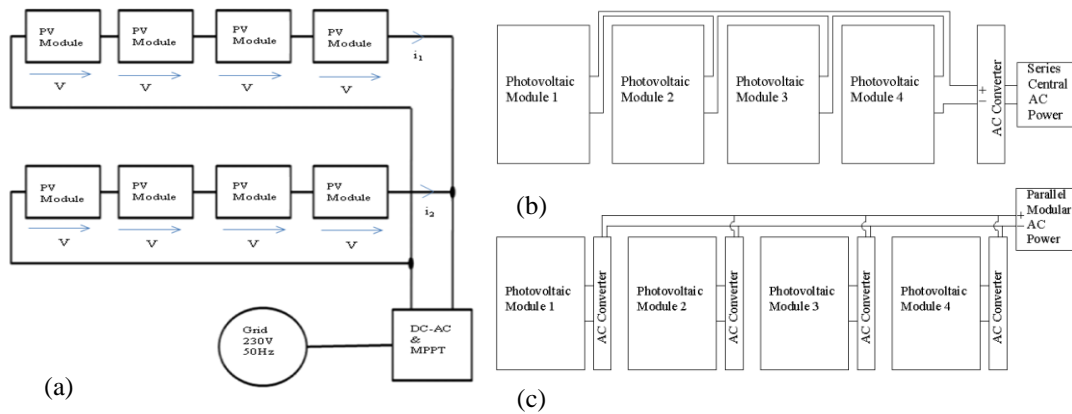 PV
Module
PV
Module
PV
Module
PV
Module
V
V
V
V
i1
PV
Module
PV
Module
PV
Module
PV
Module
V
V
V
V
i2
Grid
230V
50Hz
DC-AC
&
MPPT
(a)
Photovoltaic
Module 1
Photovoltaic
Module 2
Photovoltaic
Module 3
Photovoltaic
Module 4
+
−
AC Converter
Series
Central
AC
Power
(b)
Photovoltaic
Module 1
AC Converter
Photovoltaic
Module 2
AC Converter
Photovoltaic
Module 3
AC Converter
Photovoltaic
Module 4
AC Converter
+
−
Parallel
Modular
AC
Power
(c)